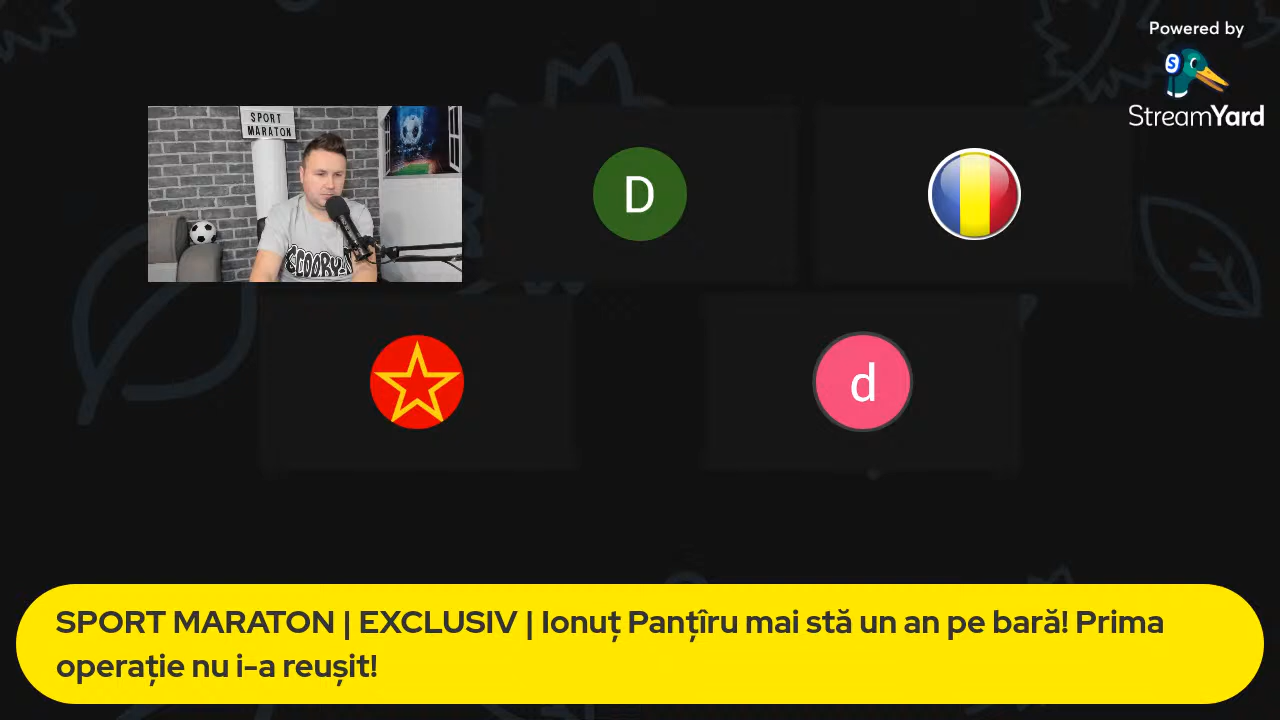 Powered by
S
StreamYard
SPORT
MARATON
D
d
SPORT MARATON | EXCLUSIV | Ionuț Panțîru mai stă un an pe bară! Prima
operație nu i-a reușit!